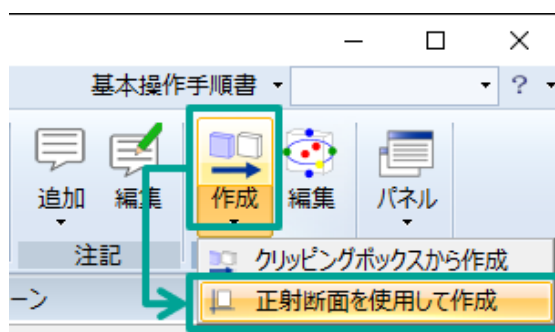 基本操作手順書
?
追加 編集 作成 編集 パネル
注記
クリッピングボックスから作成
ーン
正射断面を使用して作成